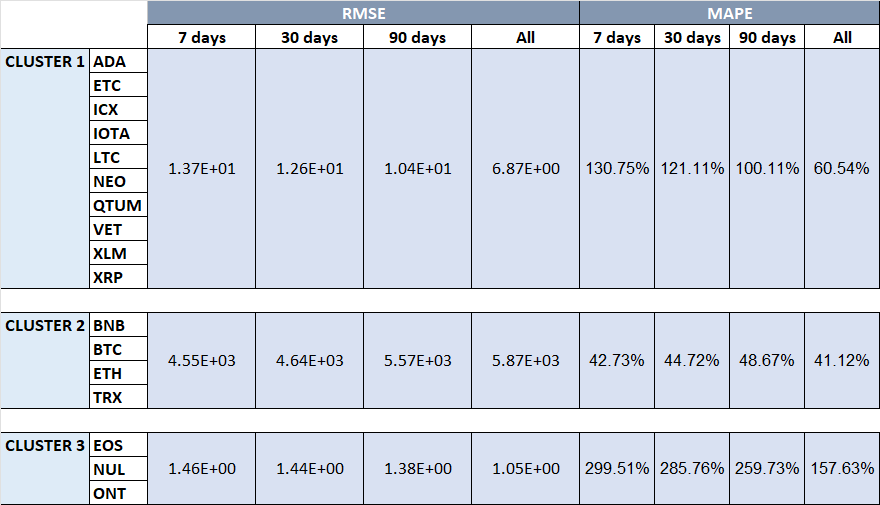 RMSE MAPE
7 days 30 days 90 days All 7 days 30 days 90 days All
CLUSTER 1 ADA
ETC
ICX
IOTA
LTC
1.37E+01 1.26E+01 1.04E+01 6.87E+00 130.75% 121.11% 100.11% 60.54%
NEO
QTUM
VET
XLM
XRP
CLUSTER 2 BNB
BTC
4.55E+03 4.64E+03 5.57E+03 5.87E+03 42.73% 44.72% 48.67% 41.12%
ETH
TRX
CLUSTER 3 EOS
NUL 1.46E+00 1.44E+00 1.38E+00 1.05E+00 299.51% 285.76% 259.73% 157.63%
ONT